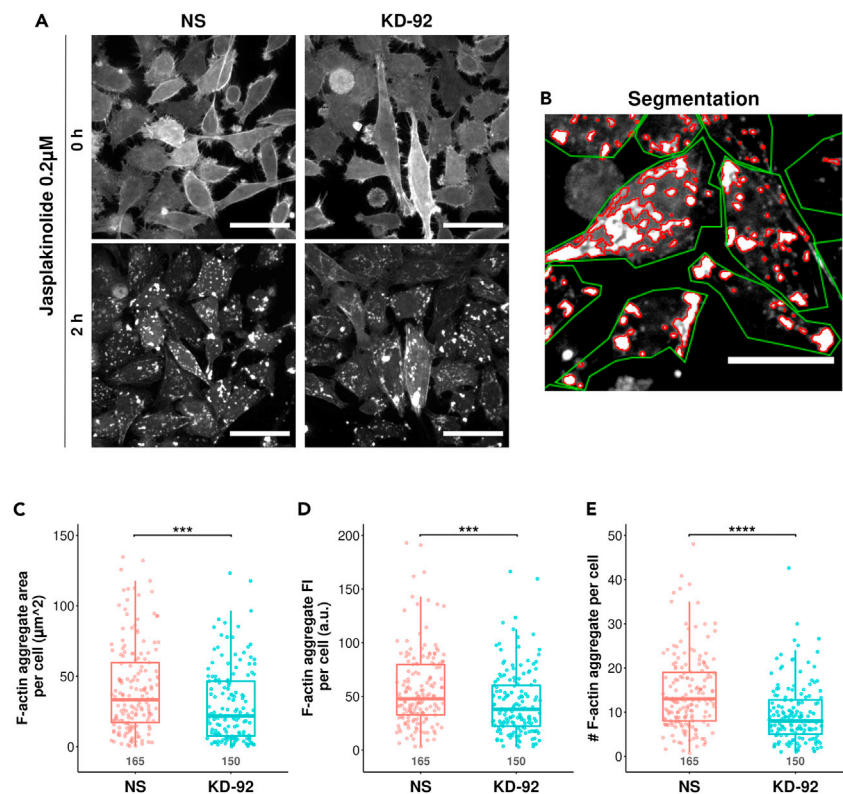 A
NS
KD-92
Jasplakinolide 0.2µM
0 h
2 h
B
Segmentation
C
F-actin aggregate area
per cell (µm^2)
150
100
50
0
***
165
150
NS
KD-92
D
F-actin aggregate FI
per cell (a.u.)
200
150
100
50
0
***
165
150
NS
KD-92
E
# F-actin aggregate per cell
50
40
30
20
10
0
****
165
150
NS
KD-92